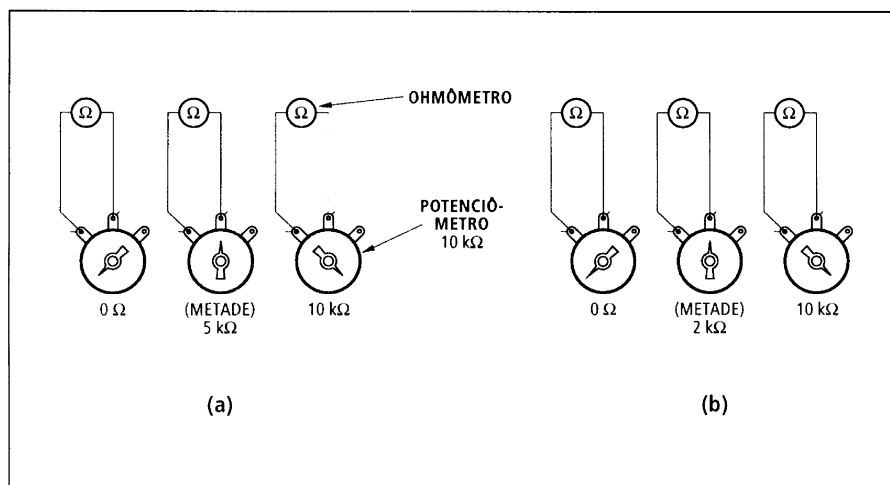 Ω
Ω
Ω
OHMÔMETRO
POTENCIÔ-
METRO
10 kΩ
0 Ω
(METADE)
5 kΩ
10 kΩ
(a)
Ω
Ω
Ω
0 Ω
(METADE)
2 kΩ
10 kΩ
(b)